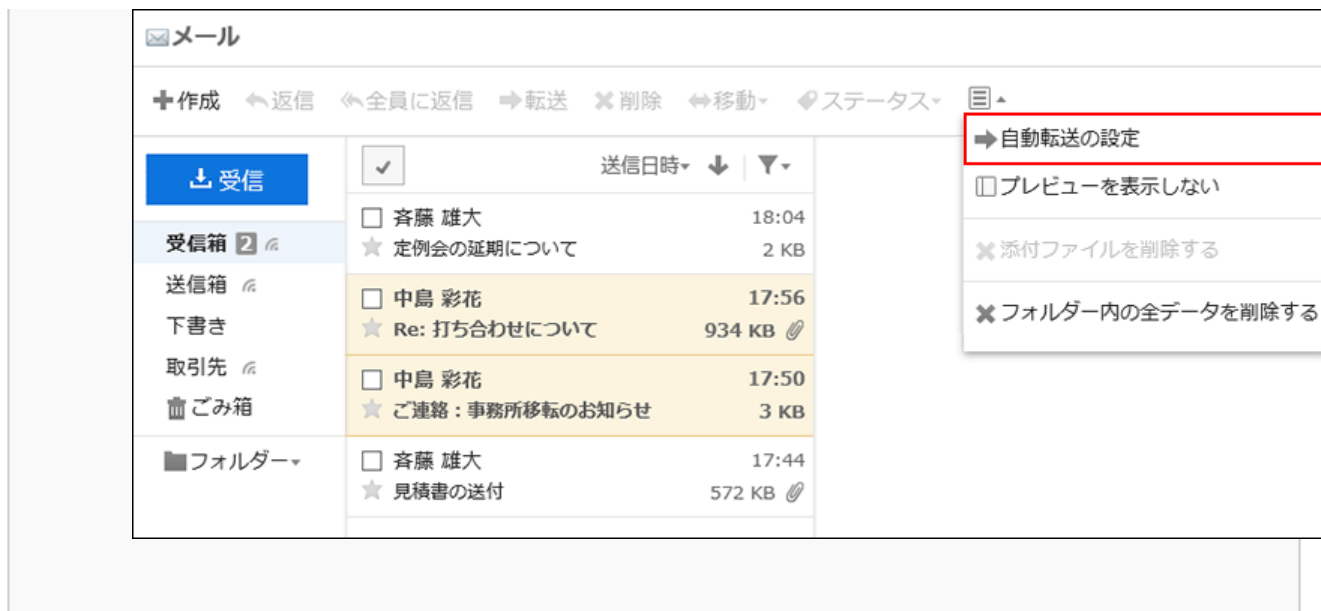 メール
作成 返信 全員に返信 転送 削除 移動 ステータス
自動転送の設定
プレビューを表示しない
添付ファイルを削除する
フォルダー内の全データを削除する
受信
受信箱 2
送信箱
下書き
取引先
ごみ箱
フォルダー
送信日時
斉藤 雄大 18:04
定例会の延期について 2 KB
中島 彩花 17:56
Re: 打ち合わせについて 934 KB
中島 彩花 17:50
ご連絡：事務所移転のお知らせ 3 KB
斉藤 雄大 17:44
見積書の送付 572 KB